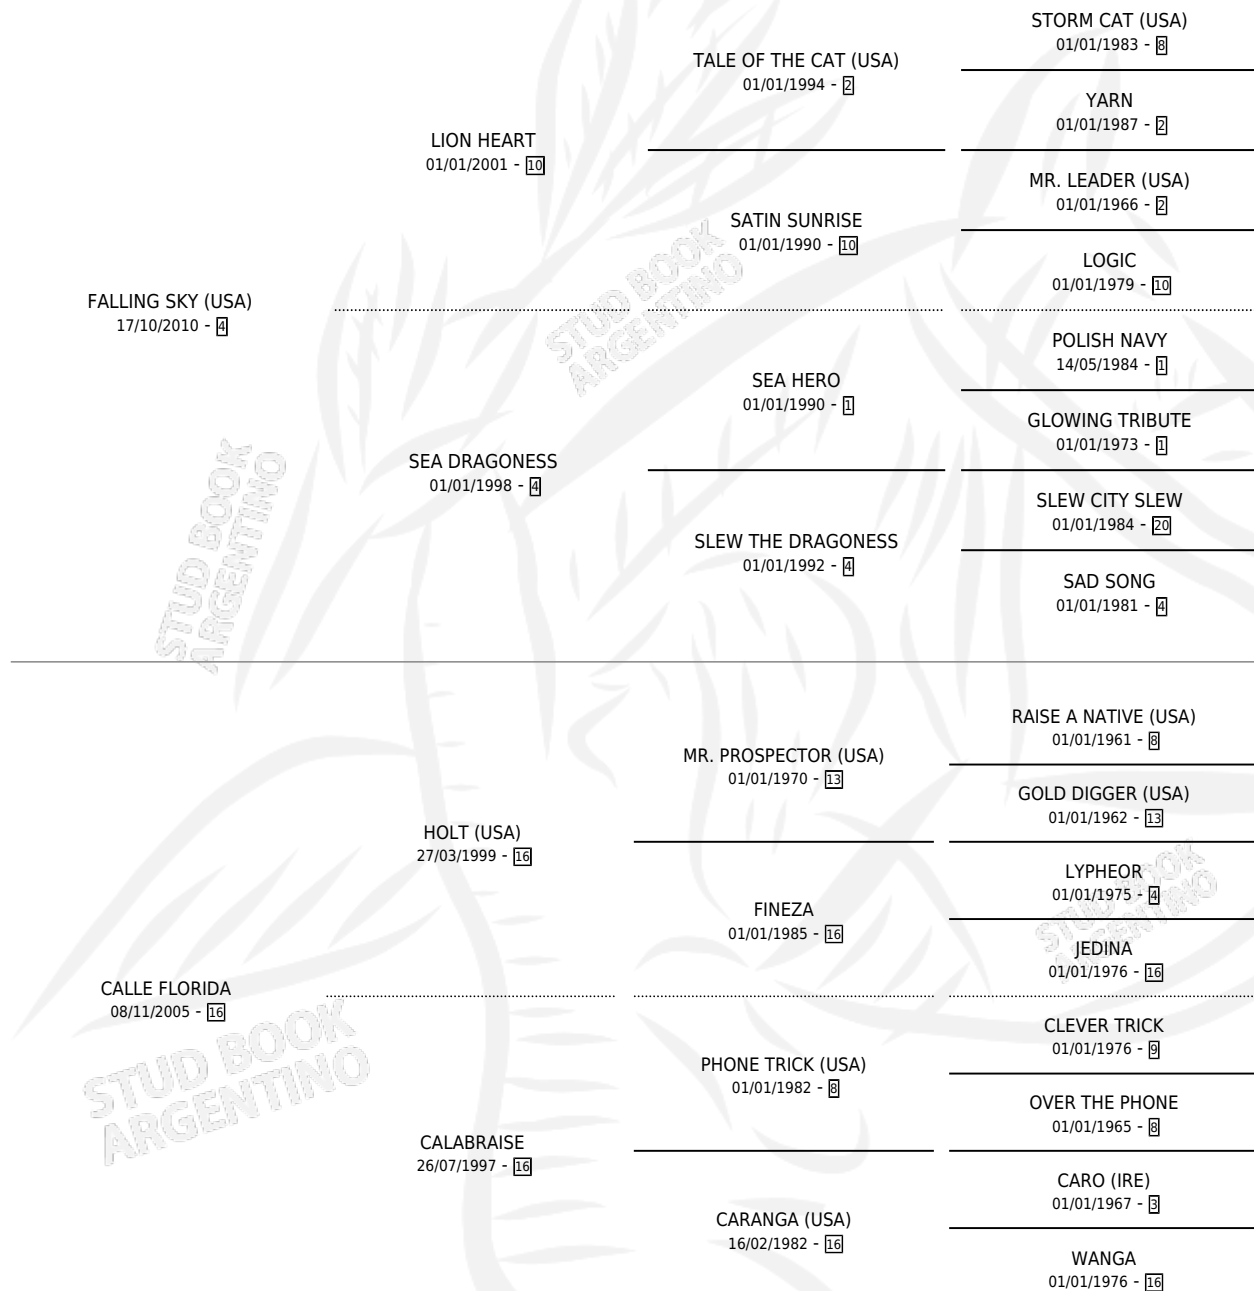 STORM CAT (USA)
01/01/1983 - 8
TALE OF THE CAT (USA)
01/01/1994 - 2
YARN
01/01/1987 - 2
LION HEART
01/01/2001 - 10
MR. LEADER (USA)
01/01/1966 - 2
SATIN SUNRISE
01/01/1990 - 10
LOGIC
01/01/1979 - 10
FALLING SKY (USA)
17/10/2010 - 4
POLISH NAVY
14/05/1984 - 1
SEA HERO
01/01/1990 - 1
GLOWING TRIBUTE
01/01/1973 - 1
SEA DRAGONESS
01/01/1998 - 4
SLEW CITY SLEW
01/01/1984 - 20
SLEW THE DRAGONESS
01/01/1992 - 4
SAD SONG
01/01/1981 - 4
RAISE A NATIVE (USA)
01/01/1961 - 8
MR. PROSPECTOR (USA)
01/01/1970 - 13
GOLD DIGGER (USA)
01/01/1962 - 13
HOLT (USA)
27/03/1999 - 16
LYPHEOR
01/01/1975 - 4
FINEZA
01/01/1985 - 16
JEDINA
01/01/1976 - 16
CALLE FLORIDA
08/11/2005 - 16
CLEVER TRICK
01/01/1976 - 9
PHONE TRICK (USA)
01/01/1982 - 8
OVER THE PHONE
01/01/1965 - 8
CALABRAISE
26/07/1997 - 16
CARO (IRE)
01/01/1967 - 3
CARANGA (USA)
16/02/1982 - 16
WANGA
01/01/1976 - 16
STUD BOOK
ARGENTINO
STUD BOOK
ARGENTINO
STUD BOOK
ARGENTINO
STUD BOOK
ARGENTINO